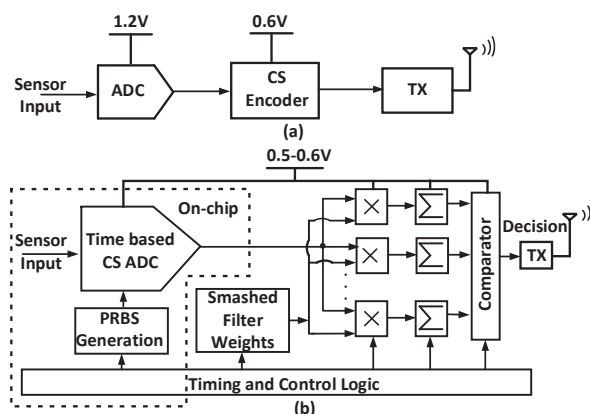 1.2V
0.6V
Sensor
Input
ADC
CS
Encoder
TX
(a)
0.5-0.6V
On-chip
Sensor
Input
Time based
CS ADC
PRBS
Generation
Smashed
Filter
Weights
×
∑
×
∑
×
∑
Comparator
Decision
TX
Timing and Control Logic
(b)